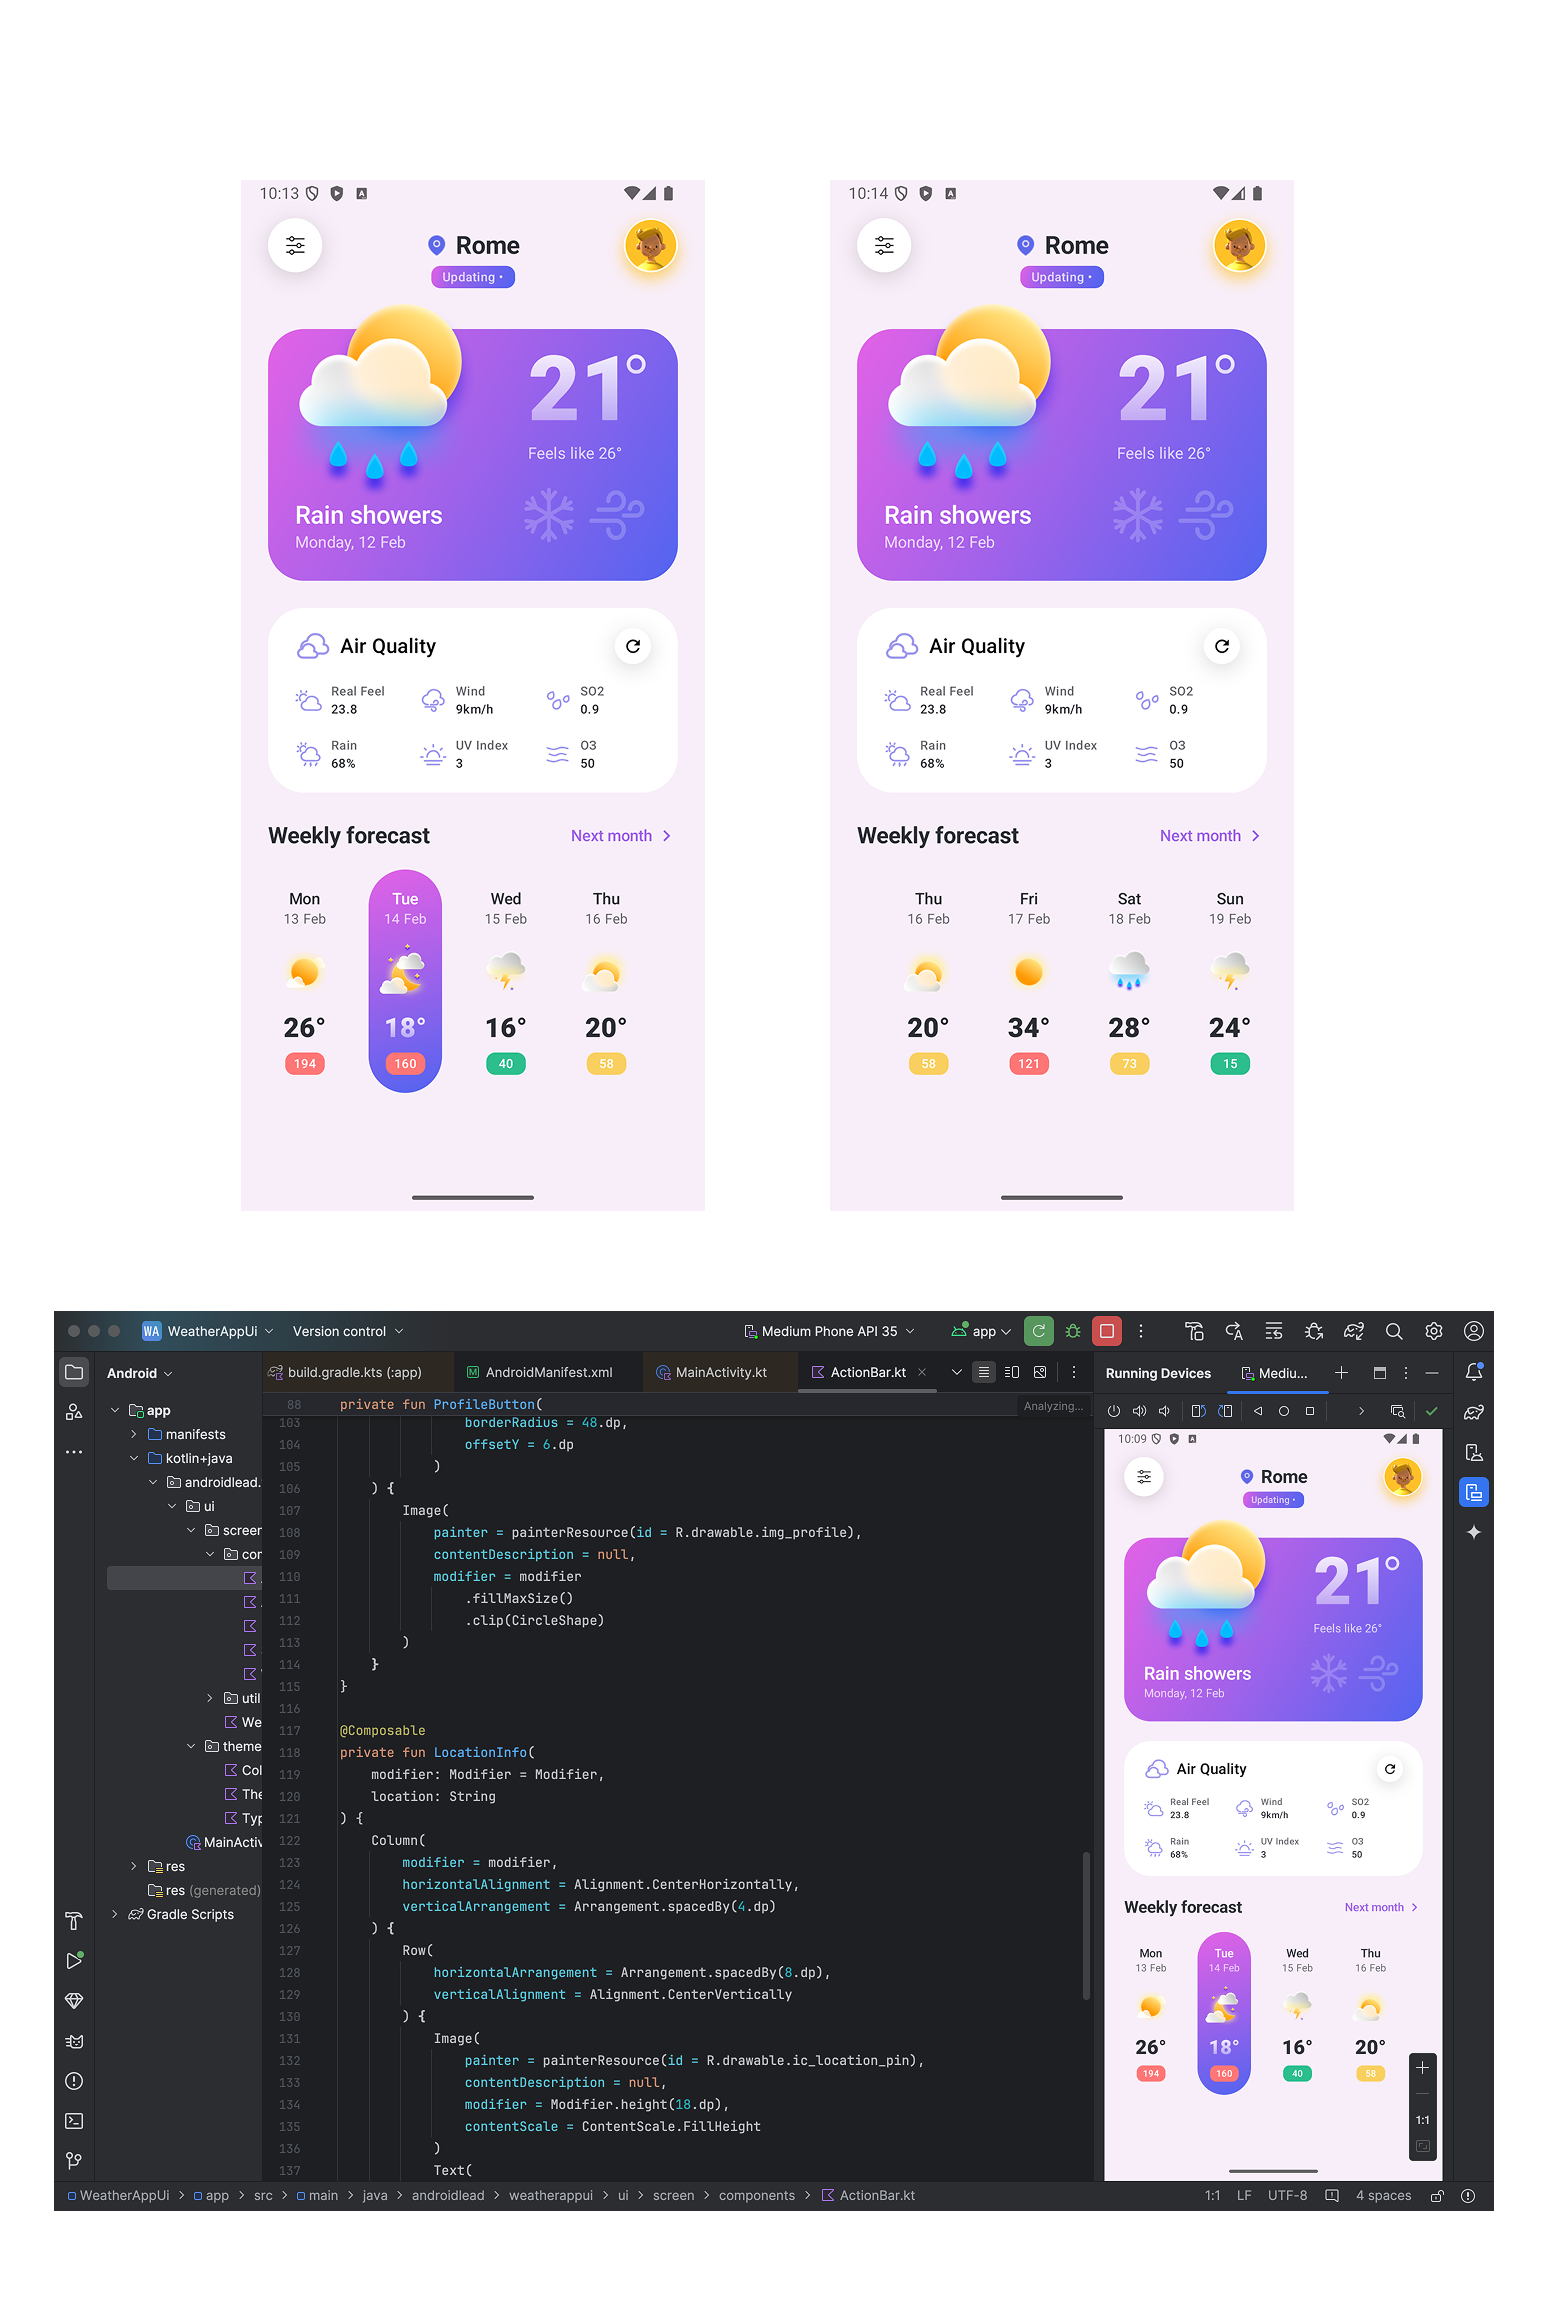 10:13
Rome
Updating •
21°
Feels like 26°
Rain showers
Monday, 12 Feb
Air Quality
Real Feel
23.8
Wind
9km/h
SO2
0.9
Rain
68%
UV Index
3
O3
50
Weekly forecast
Next month
Mon
13 Feb
26°
194
Tue
14 Feb
18°
160
Wed
15 Feb
16°
40
Thu
16 Feb
20°
58
10:14
Rome
Updating •
21°
Feels like 26°
Rain showers
Monday, 12 Feb
Air Quality
Real Feel
23.8
Wind
9km/h
SO2
0.9
Rain
68%
UV Index
3
O3
50
Weekly forecast
Next month
Thu
16 Feb
20°
58
Fri
17 Feb
34°
121
Sat
18 Feb
28°
73
Sun
19 Feb
24°
15
WA WeatherAppUi Version control Medium Phone API 35 app
Android
build.gradle.kts (:app) AndroidManifest.xml MainActivity.kt ActionBar.kt
Running Devices Mediu...
app
manifests
kotlin+java
androidlead.
ui
screen
con
util
We
theme
Col
The
Typ
MainActiv
res
res (generated)
Gradle Scripts
Analyzing...
88 private fun ProfileButton(
103 borderRadius = 48.dp,
104 offsetY = 6.dp
105 )
106 ) {
107 Image(
108 painter = painterResource(id = R.drawable.img_profile),
109 contentDescription = null,
110 modifier = modifier
111 .fillMaxSize()
112 .clip(CircleShape)
113 )
114 }
115 }
116
117 @Composable
118 private fun LocationInfo(
119 modifier: Modifier = Modifier,
120 location: String
121 ) {
122 Column(
123 modifier = modifier,
124 horizontalAlignment = Alignment.CenterHorizontally,
125 verticalArrangement = Arrangement.spacedBy(4.dp)
126 ) {
127 Row(
128 horizontalArrangement = Arrangement.spacedBy(8.dp),
129 verticalAlignment = Alignment.CenterVertically
130 ) {
131 Image(
132 painter = painterResource(id = R.drawable.ic_location_pin),
133 contentDescription = null,
134 modifier = Modifier.height(18.dp),
135 contentScale = ContentScale.FillHeight
136 )
137 Text(
10:09
Rome
Updating •
21°
Feels like 26°
Rain showers
Monday, 12 Feb
Air Quality
Real Feel
23.8
Wind
9km/h
SO2
0.9
Rain
68%
UV Index
3
O3
50
Weekly forecast
Next month
Mon
13 Feb
26°
194
Tue
14 Feb
18°
160
Wed
15 Feb
16°
40
Thu
16 Feb
20°
58
1:1
WeatherAppUi > app > src > main > java > androidlead > weatherappui > ui > screen > components > ActionBar.kt
1:1 LF UTF-8 4 spaces